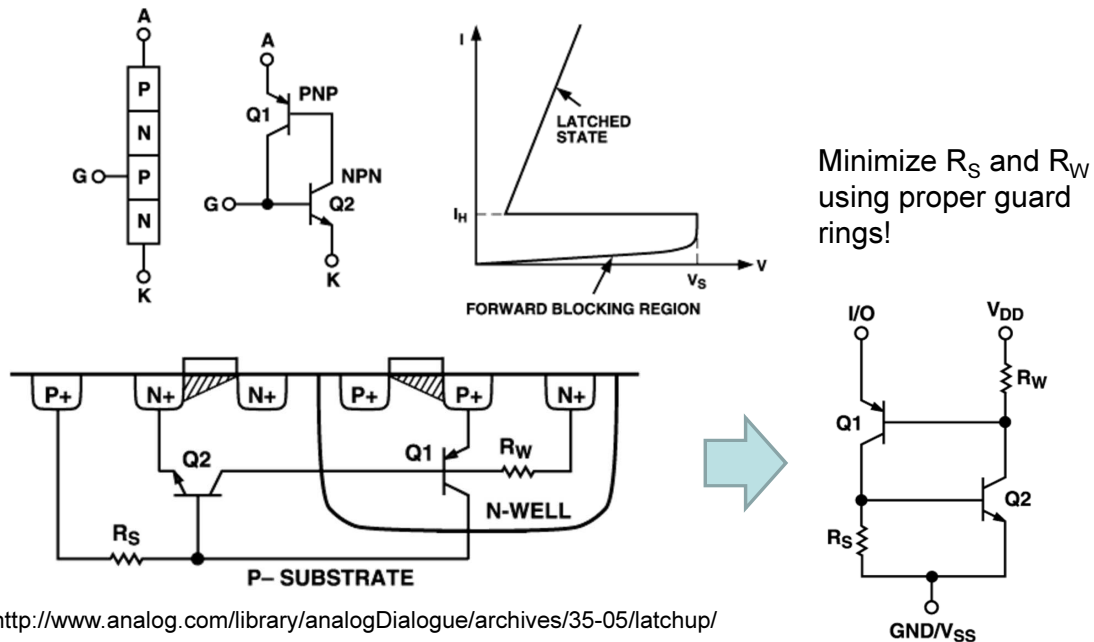 A
P
N
G
P
N
K
A
PNP
Q1
NPN
G
Q2
K
I
LATCHED
STATE
I_H
V
V_S
FORWARD BLOCKING REGION
Minimize R_S and R_W
using proper guard
rings!
P+
N+
N+
P+
P+
N+
Q2
Q1
R_W
N-WELL
R_S
P– SUBSTRATE
I/O
V_DD
R_W
Q1
Q2
R_S
GND/V_SS
http://www.analog.com/library/analogDialogue/archives/35-05/latchup/